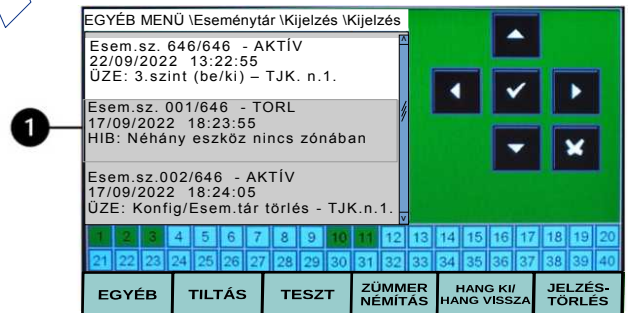 EGYÉB MENÜ \Eseménytár \Kijelzés \Kijelzés
Esem.sz. 646/646 - AKTÍV
22/09/2022 13:22:55
ÜZE: 3.szint (be/ki) – TJK. n.1.
1
Esem.sz. 001/646 - TORL
17/09/2022 18:23:55
HIB: Néhány eszköz nincs zónában
Esem.sz.002/646 - AKTÍV
17/09/2022 18:24:05
ÜZE: Konfig/Esem.tár törlés - TJK.n.1.
1 2 3 4 5 6 7 8 9 10 11 12 13 14 15 16 17 18 19 20
21 22 23 24 25 26 27 28 29 30 31 32 33 34 35 36 37 38 39 40
EGYÉB TILTÁS TESZT ZÜMMER NÉMÍTÁS HANG KI/ HANG VISSZA JELZÉS- TÖRLÉS